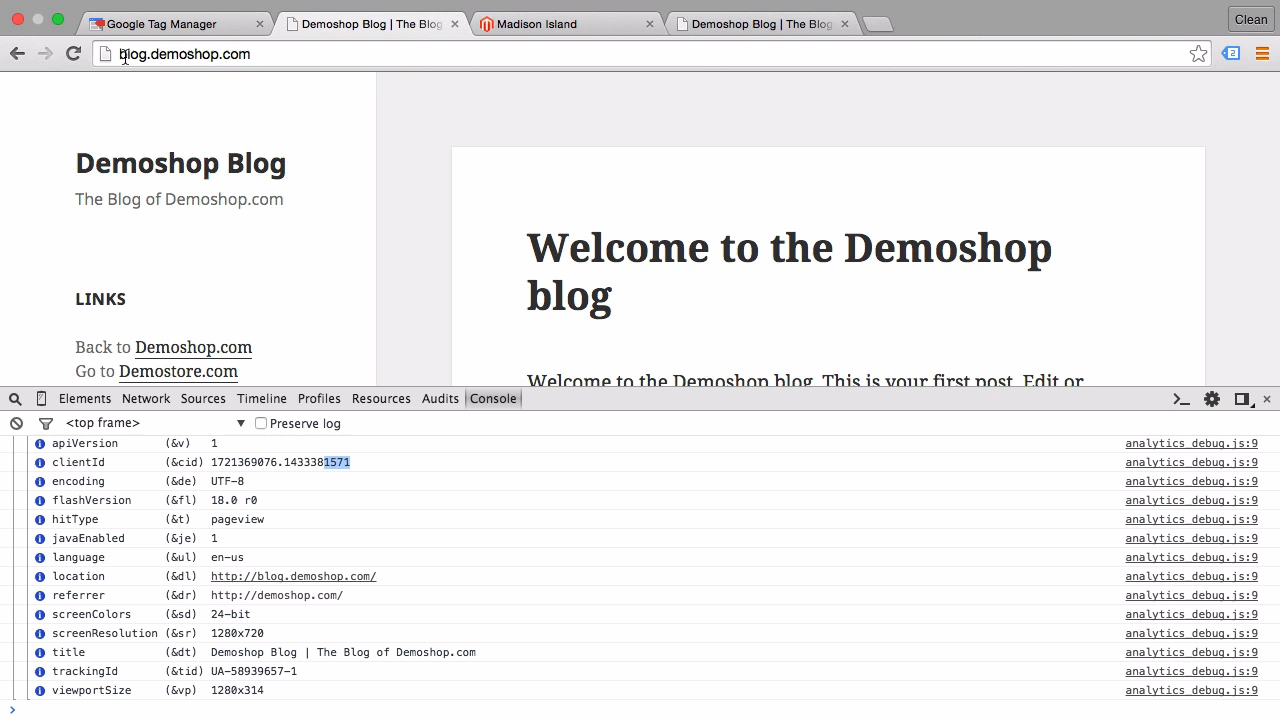 Google Tag Manager
Demoshop Blog | The Blog
Madison Island
Demoshop Blog | The Blog
Clean
blog.demoshop.com
2
Demoshop Blog
The Blog of Demoshop.com
LINKS
Back to Demoshop.com
Go to Demostore.com
Welcome to the Demoshop
blog
Welcome to the Demoshop blog. This is your first post. Edit or
Elements Network Sources Timeline Profiles Resources Audits Console
<top frame> Preserve log
apiVersion (&v) 1 analytics_debug.js:9
clientId (&cid) 1721369076.1433381571 analytics_debug.js:9
encoding (&de) UTF-8 analytics_debug.js:9
flashVersion (&fl) 18.0 r0 analytics_debug.js:9
hitType (&t) pageview analytics_debug.js:9
javaEnabled (&je) 1 analytics_debug.js:9
language (&ul) en-us analytics_debug.js:9
location (&dl) http://blog.demoshop.com/ analytics_debug.js:9
referrer (&dr) http://demoshop.com/ analytics_debug.js:9
screenColors (&sd) 24-bit analytics_debug.js:9
screenResolution (&sr) 1280x720 analytics_debug.js:9
title (&dt) Demoshop Blog | The Blog of Demoshop.com analytics_debug.js:9
trackingId (&tid) UA-58939657-1 analytics_debug.js:9
viewportSize (&vp) 1280x314 analytics_debug.js:9